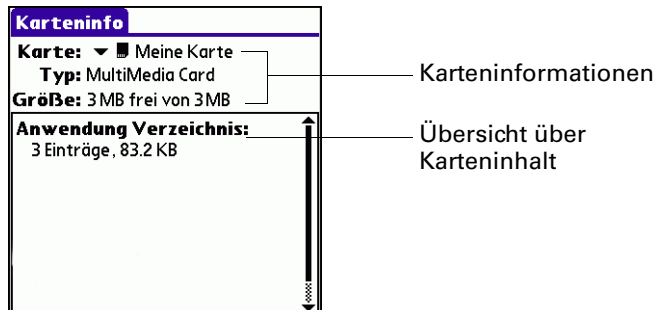 Karteninfo
Karte: Meine Karte
Typ: MultiMedia Card
Größe: 3 MB frei von 3 MB
Karteninformationen
Anwendung Verzeichnis:
3 Einträge, 83.2 KB
Übersicht über
Karteninhalt